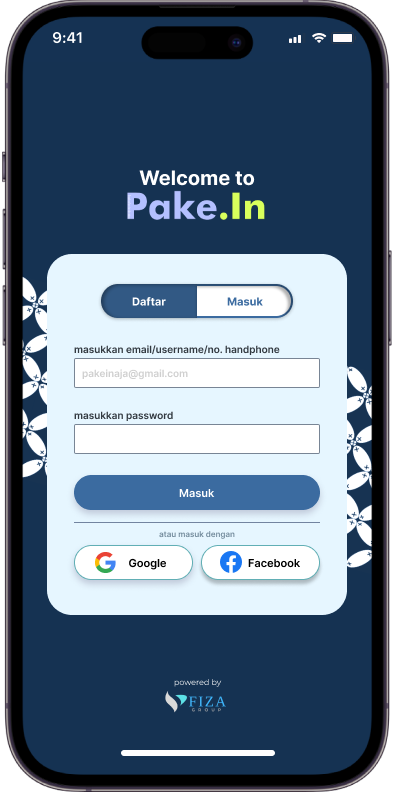 9:41
Welcome to
Pake.In
Daftar Masuk
masukkan email/username/no. handphone
pakeinaja@gmail.com
masukkan password
Masuk
atau masuk dengan
Google Facebook
powered by
FIZA
GROUP